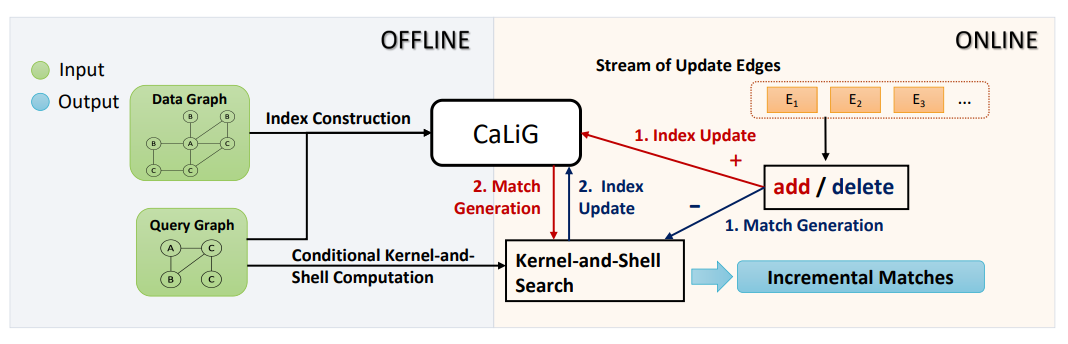 OFFLINE
ONLINE
Input
Output
Data Graph
B
B
B
A
C
C
C
Index Construction
CaLiG
Stream of Update Edges
E1
E2
E3
...
1. Index Update
+
add / delete
2. Match
Generation
2. Index
Update
−
1. Match Generation
Query Graph
A
C
B
C
Conditional Kernel-and-
Shell Computation
Kernel-and-Shell
Search
Incremental Matches